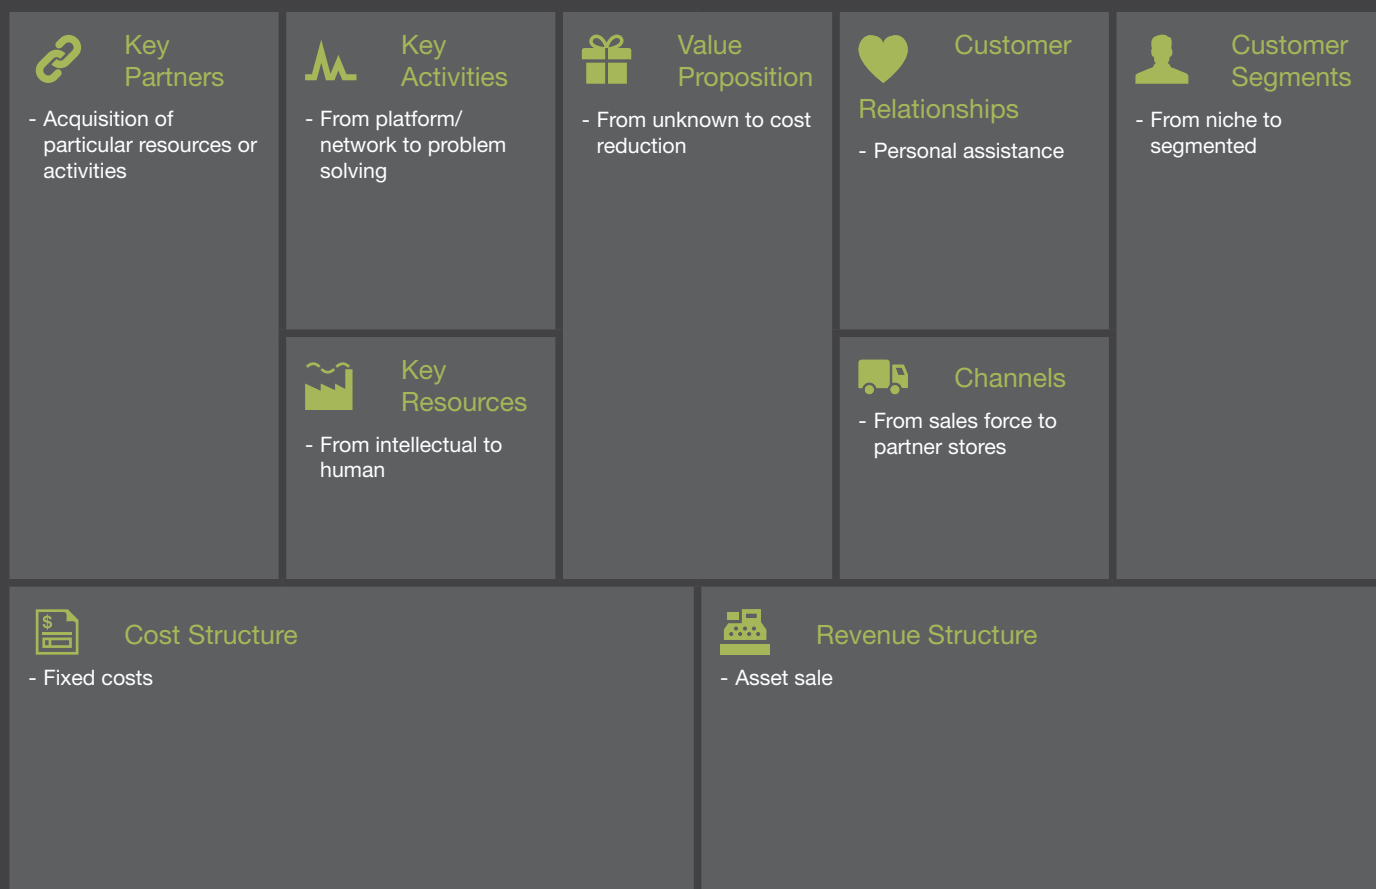 Key
Partners
- Acquisition of
particular resources or
activities
Key
Activities
- From platform/
network to problem
solving
Key
Resources
- From intellectual to
human
Value
Proposition
- From unknown to cost
reduction
Customer
Relationships
- Personal assistance
Channels
- From sales force to
partner stores
Customer
Segments
- From niche to
segmented
$
Cost Structure
- Fixed costs
Revenue Structure
- Asset sale